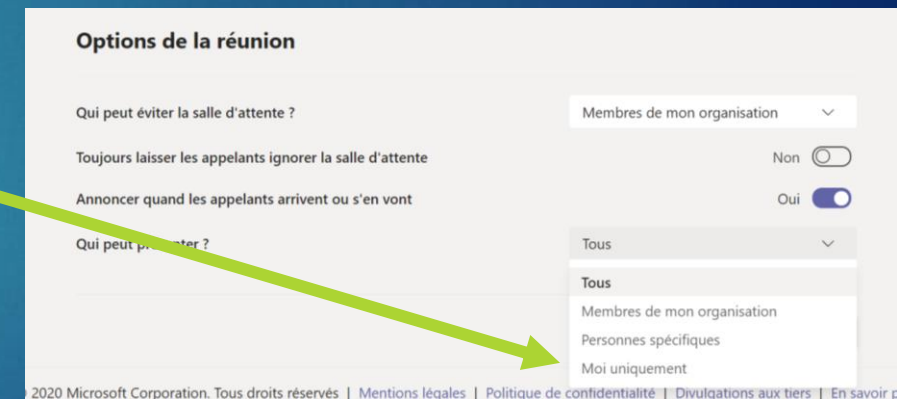 Options de la réunion
Qui peut éviter la salle d'attente ? Membres de mon organisation
Toujours laisser les appelants ignorer la salle d'attente Non
Annoncer quand les appelants arrivent ou s'en vont Oui
Qui peut ? Tous
Tous
Membres de mon organisation
Personnes spécifiques
Moi uniquement
2020 Microsoft Corporation. Tous droits réservés | Mentions légales | Politique de confidentialité | Divulgations aux tiers | En savoir